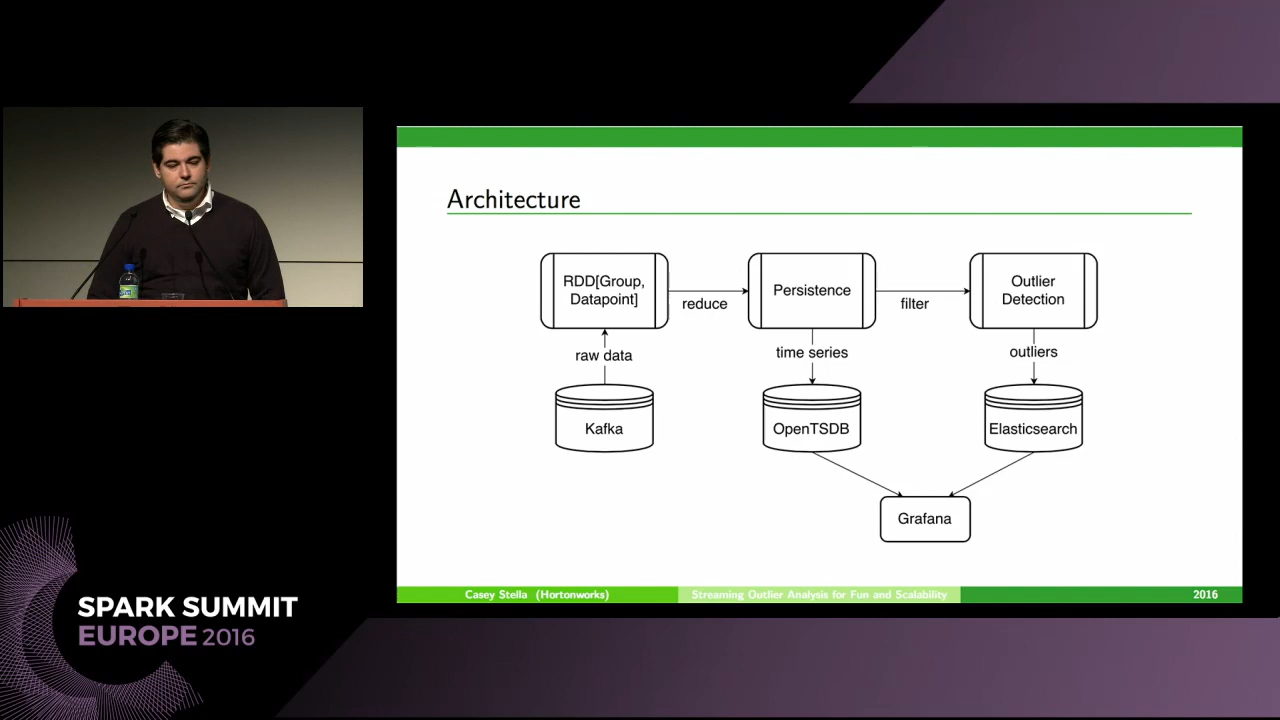 Architecture
RDD[Group,
Datapoint]
reduce
Persistence
filter
Outlier
Detection
raw data
time series
outliers
Kafka
OpenTSDB
Elasticsearch
Grafana
Casey Stella (Hortonworks)
Streaming Outlier Analysis for Fun and Scalability
2016
SPARK SUMMIT
EUROPE 2016